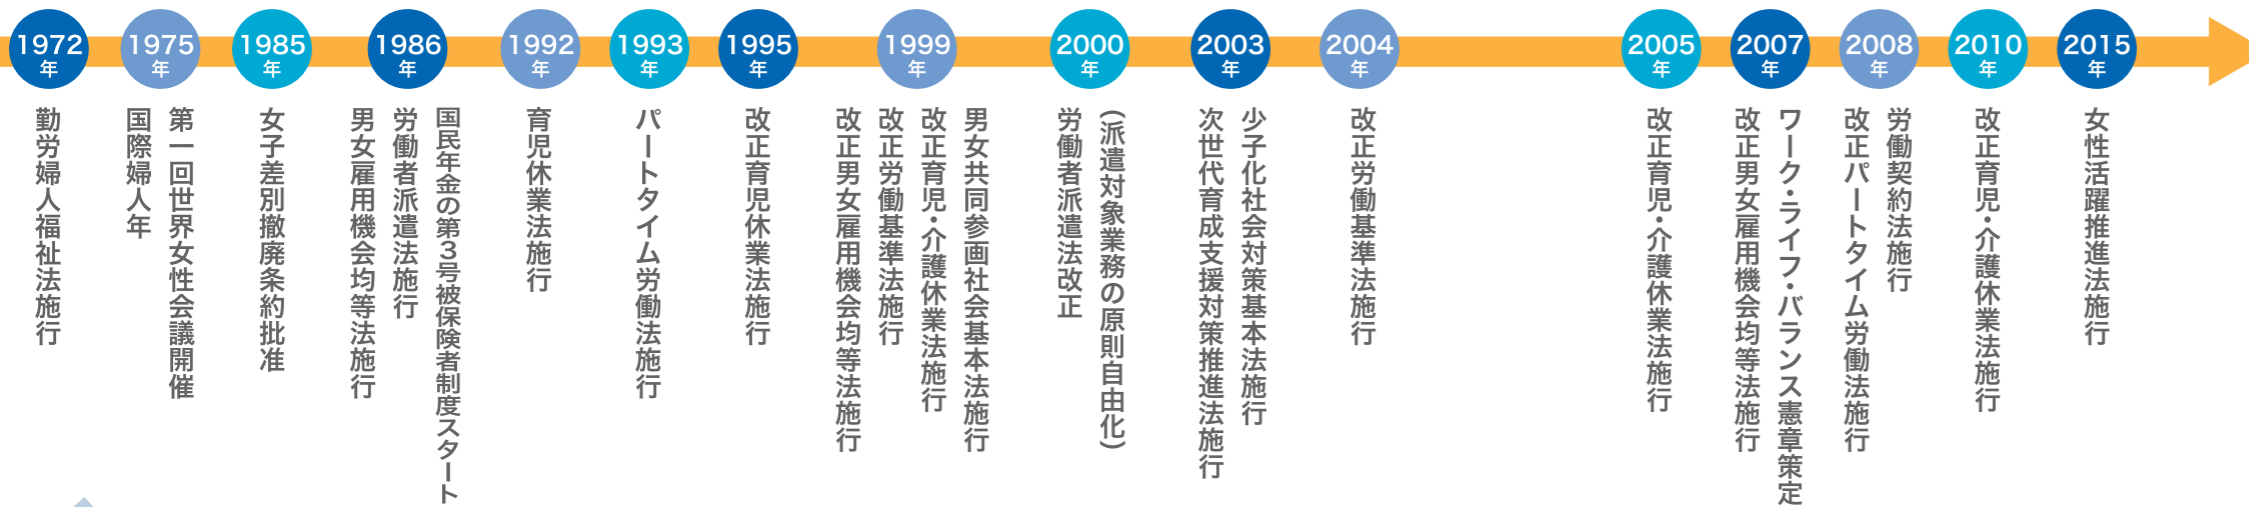 1972年
勤労婦人福祉法施行
1975年
第一回世界女性会議開催
国際婦人年
1985年
女子差別撤廃条約批准
1986年
国民年金の第3号被保険者制度スタート
労働者派遣法施行
男女雇用機会均等法施行
1992年
育児休業法施行
1993年
パートタイム労働法施行
1995年
改正育児休業法施行
1999年
男女共同参画社会基本法施行
改正育児・介護休業法施行
改正労働基準法施行
改正男女雇用機会均等法施行
2000年
(派遣対象業務の原則自由化)
労働者派遣法改正
2003年
少子化社会対策基本法施行
次世代育成支援対策推進法施行
2004年
改正労働基準法施行
2005年
改正育児・介護休業法施行
2007年
ワーク・ライフ・バランス憲章策定
改正男女雇用機会均等法施行
2008年
労働契約法施行
改正パートタイム労働法施行
2010年
改正育児・介護休業法施行
2015年
女性活躍推進法施行